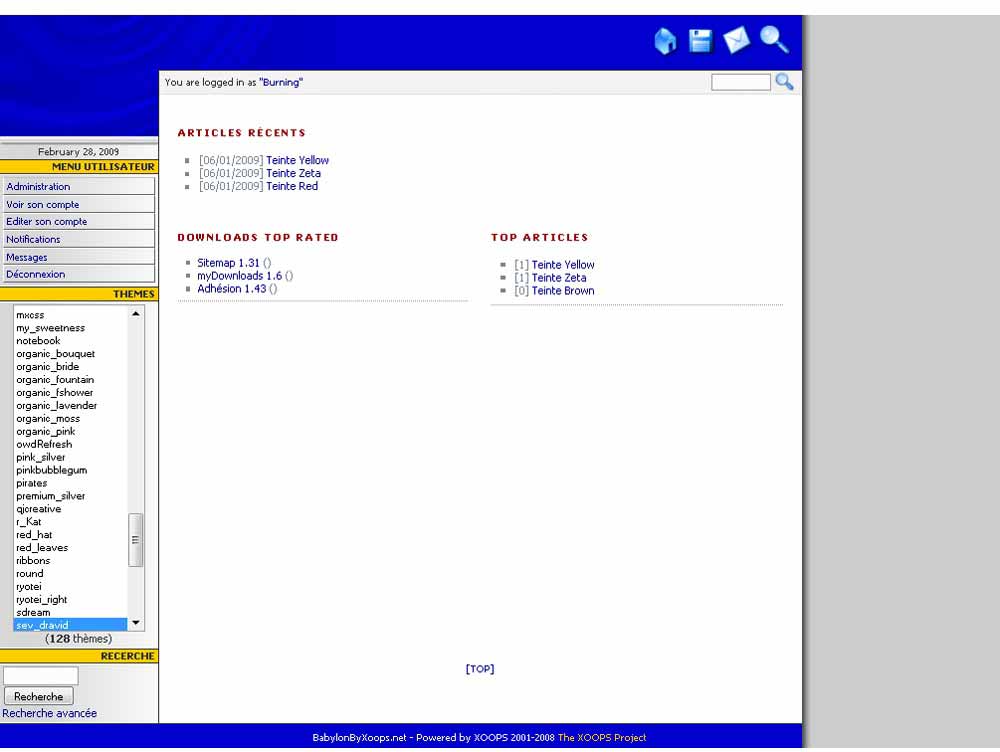 You are logged in as "Burning"
February 28, 2009
MENU UTILISATEUR
Administration
Voir son compte
Editer son compte
Notifications
Messages
Déconnexion
THEMES
mxcss
my_sweetness
notebook
organic_bouquet
organic_bride
organic_fountain
organic_fshower
organic_lavender
organic_moss
organic_pink
owdRefresh
pink_silver
pinkbubblegum
pirates
premium_silver
qjcreative
r_Kat
red_hat
red_leaves
ribbons
round
ryotei
ryotei_right
sdream
sev_dravid
(128 thèmes)
RECERCHE
Recherche
Recherche avancée
ARTICLES RÉCENTS
[06/01/2009] Teinte Yellow
[06/01/2009] Teinte Zeta
[06/01/2009] Teinte Red
DOWNLOADS TOP RATED
Sitemap 1.31 ()
myDownloads 1.6 ()
Adhésion 1.43 ()
TOP ARTICLES
[1] Teinte Yellow
[1] Teinte Zeta
[0] Teinte Brown
[TOP]
BabylonByXoops.net - Powered by XOOPS 2001-2008 The XOOPS Project